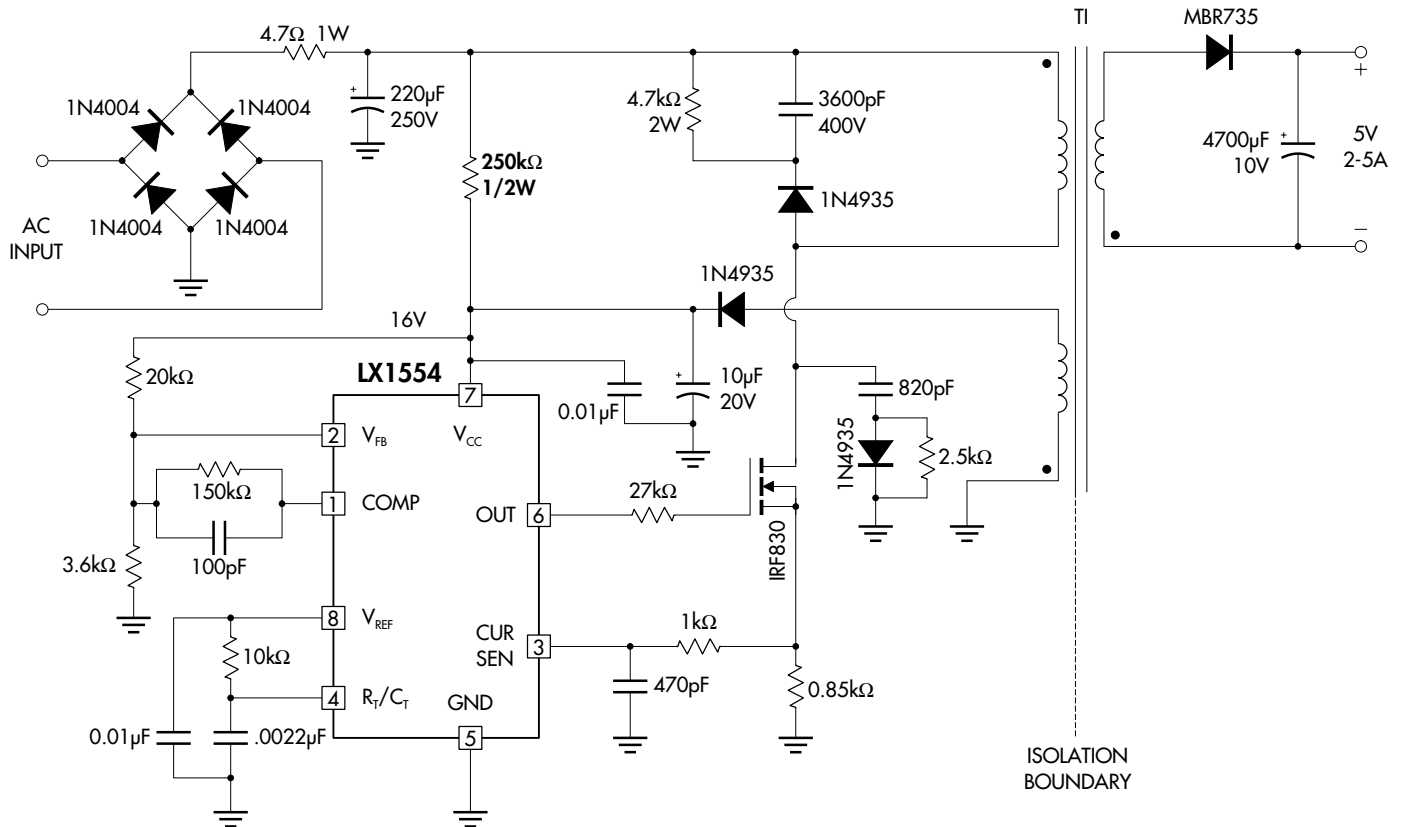 TI
MBR735
4.7Ω 1W
1N4004
1N4004
220µF
250V
4.7kΩ
2W
3600pF
400V
+
4700µF
10V
5V
2-5A
250kΩ
1/2W
1N4935
1N4004
1N4004
AC
INPUT
–
1N4935
16V
LX1554
20kΩ
7
VCC
0.01µF
10µF
20V
820pF
2
VFB
1N4935
2.5kΩ
150kΩ
1
COMP
OUT
6
27kΩ
IRF830
100pF
3.6kΩ
8
VREF
CUR
SEN
3
1kΩ
10kΩ
470pF
0.85kΩ
4
RT/CT
GND
0.01µF
.0022µF
5
ISOLATION
BOUNDARY